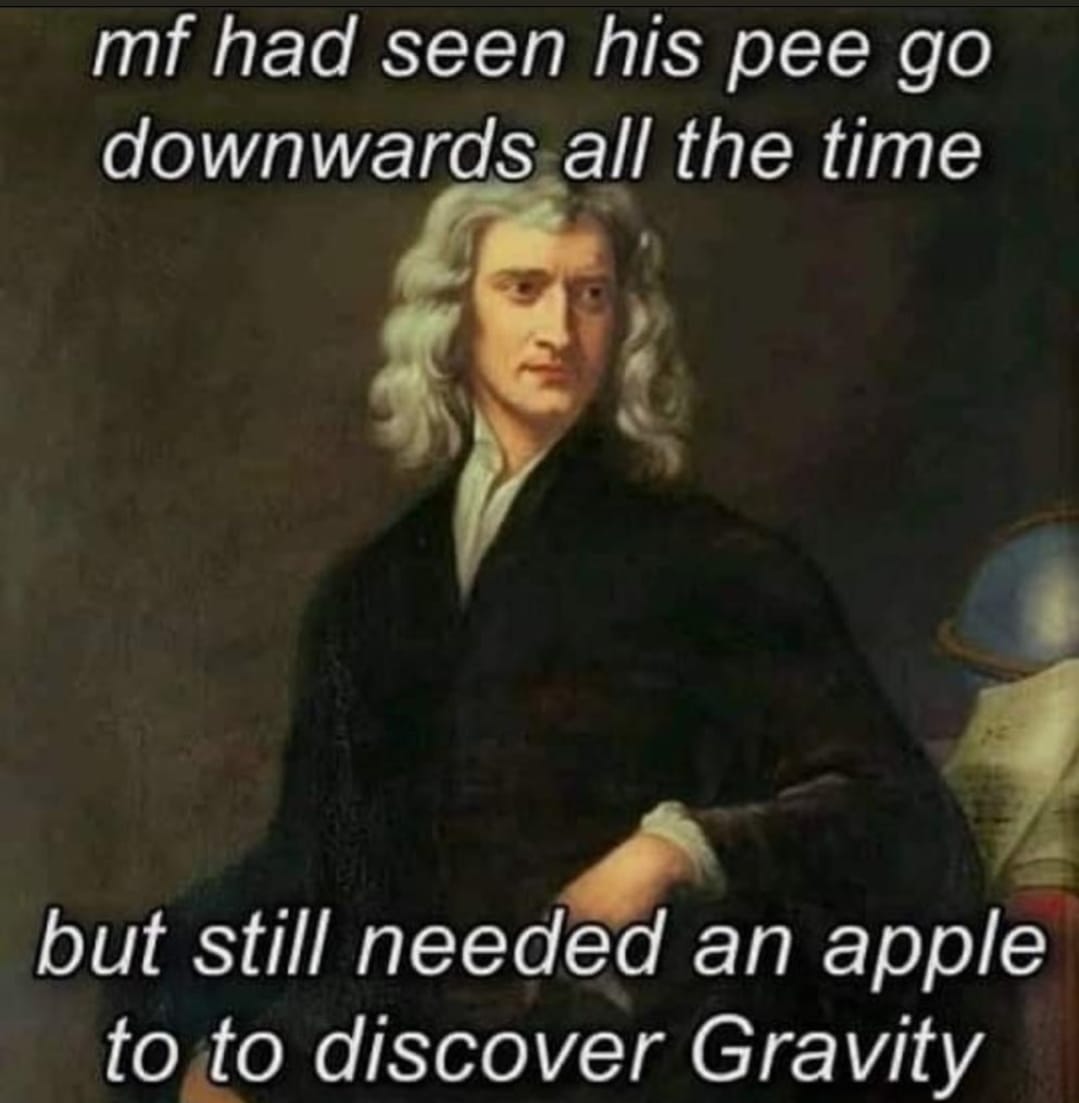 mf had seen his pee go
downwards all the time
but still needed an apple
to to discover Gravity